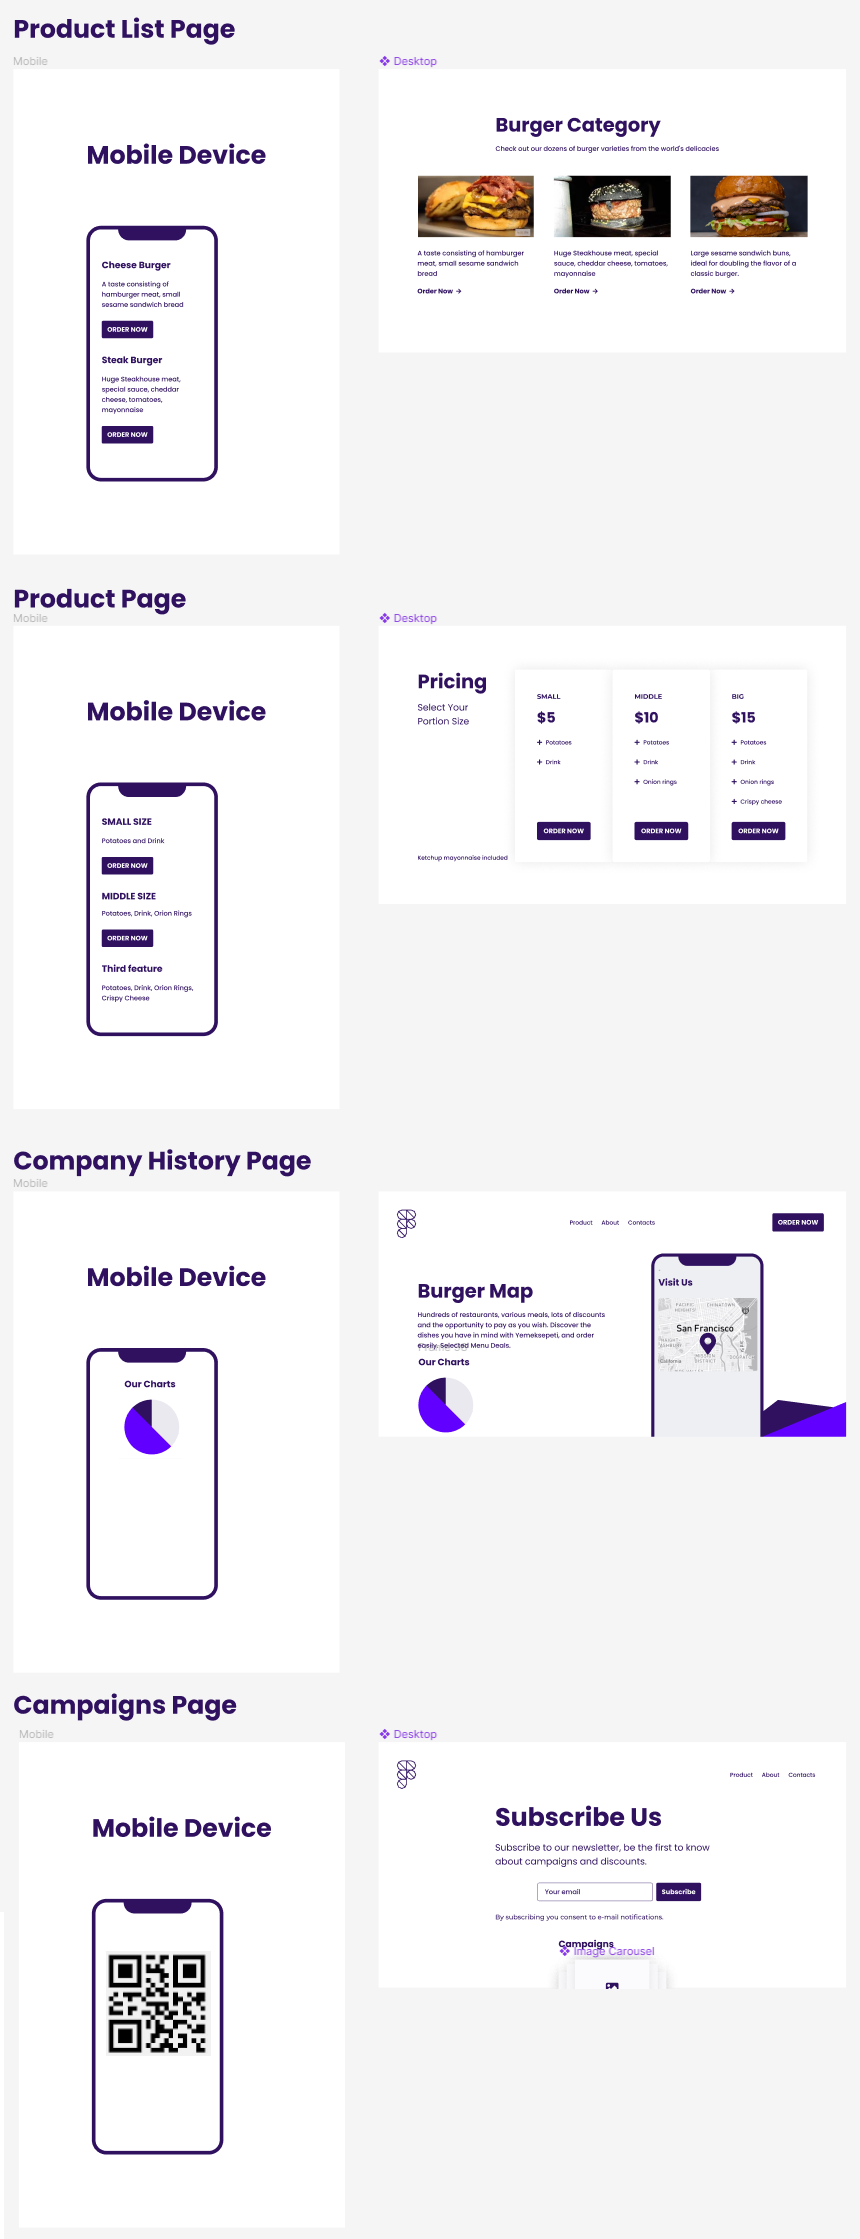 Product List Page
Mobile
Mobile Device
Cheese Burger
A taste consisting of
hamburger meat, small
sesame sandwich bread
ORDER NOW
Steak Burger
Huge Steakhouse meat,
special sauce, cheddar
cheese, tomatoes,
mayonnaise
ORDER NOW
Desktop
Burger Category
Check out our dozens of burger varieties from the world's delicacies
A taste consisting of hamburger
meat, small sesame sandwich
bread
Order Now →
Huge Steakhouse meat, special
sauce, cheddar cheese, tomatoes,
mayonnaise
Order Now →
Large sesame sandwich buns,
ideal for doubling the flavor of a
classic burger.
Order Now →
Product Page
Mobile
Mobile Device
SMALL SIZE
Potatoes and Drink
ORDER NOW
MIDDLE SIZE
Potatoes, Drink, Orion Rings
ORDER NOW
Third feature
Potatoes, Drink, Orion Rings,
Crispy Cheese
Desktop
Pricing
Select Your
Portion Size
Ketchup mayonnaise included
SMALL
$5
+ Potatoes
+ Drink
ORDER NOW
MIDDLE
$10
+ Potatoes
+ Drink
+ Onion rings
ORDER NOW
BIG
$15
+ Potatoes
+ Drink
+ Onion rings
+ Crispy cheese
ORDER NOW
Company History Page
Mobile
Mobile Device
Our Charts
Product About Contacts
ORDER NOW
Burger Map
Hundreds of restaurants, various meals, lots of discounts
and the opportunity to pay as you wish. Discover the
dishes you have in mind with Yemeksepeti, and order
easily. Selected Menu Deals.
Our Charts
Visit Us
PACIFIC
HEIGHTS
CHINATOWN
San Francisco
HAIGHT-
ASHBURY
MISSION
DISTRICT
DOGPATCH
California
Campaigns Page
Mobile
Mobile Device
Desktop
Product About Contacts
Subscribe Us
Subscribe to our newsletter, be the first to know
about campaigns and discounts.
Your email
Subscribe
By subscribing you consent to e-mail notifications.
Campaigns
Image Carousel